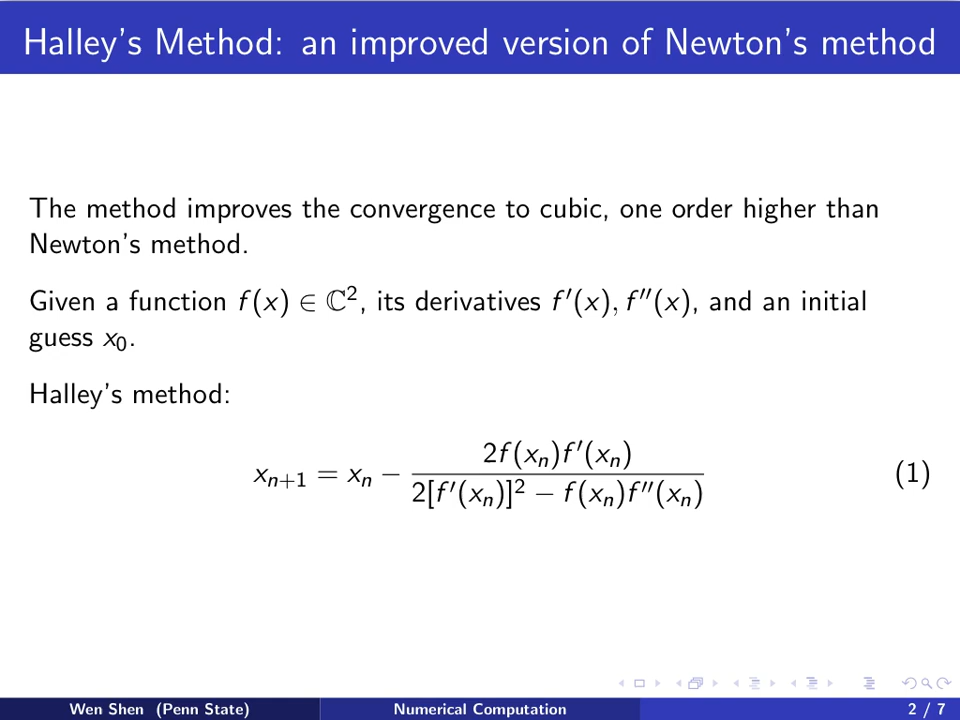 Halley's Method: an improved version of Newton's method
The method improves the convergence to cubic, one order higher than
Newton's method.
Given a function f(x) ∈ ℂ², its derivatives f′(x), f″(x), and an initial
guess x₀.
Halley's method:
xₙ₊₁ = xₙ − 2f(xₙ)f′(xₙ) / 2[f′(xₙ)]² − f(xₙ)f″(xₙ) (1)
Wen Shen (Penn State) Numerical Computation 2 / 7